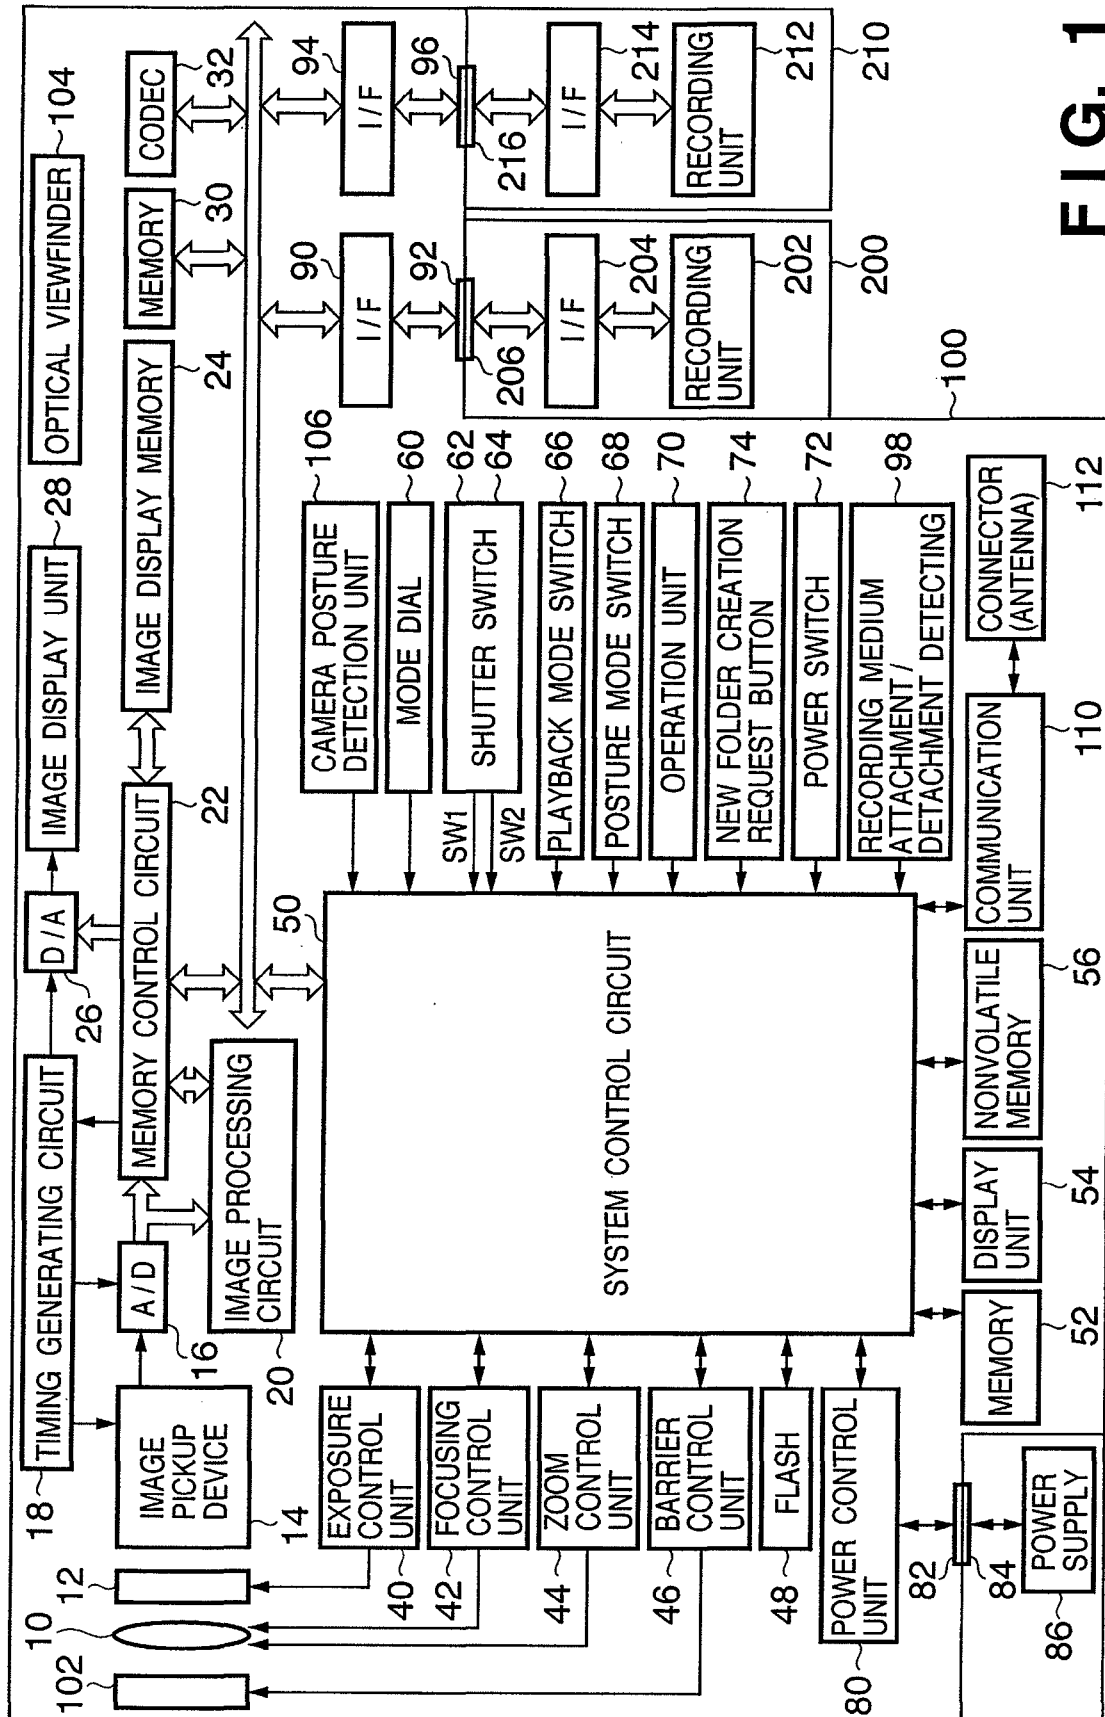 18
TIMING GENERATING CIRCUIT
D/A
26
IMAGE DISPLAY UNIT
28
OPTICAL VIEWFINDER
104
102
10
12
IMAGE
PICKUP
DEVICE
14
A/D
16
MEMORY CONTROL CIRCUIT
22
IMAGE DISPLAY MEMORY
24
MEMORY
30
CODEC
32
IMAGE PROCESSING
CIRCUIT
20
50
SYSTEM CONTROL CIRCUIT
EXPOSURE
CONTROL
UNIT
40
FOCUSING
CONTROL
UNIT
42
ZOOM
CONTROL
UNIT
44
BARRIER
CONTROL
UNIT
46
FLASH
48
POWER CONTROL
UNIT
80
82
84
POWER
SUPPLY
86
CAMERA POSTURE
DETECTION UNIT
106
MODE DIAL
60
SW1
SW2
SHUTTER SWITCH
62
64
PLAYBACK MODE SWITCH
66
POSTURE MODE SWITCH
68
OPERATION UNIT
70
NEW FOLDER CREATION
REQUEST BUTTON
74
POWER SWITCH
72
RECORDING MEDIUM
ATTACHMENT/
DETACHMENT DETECTING
98
MEMORY
52
DISPLAY
UNIT
54
NONVOLATILE
MEMORY
56
COMMUNICATION
UNIT
110
CONNECTOR
(ANTENNA)
112
100
90
I/F
92
206
I/F
204
RECORDING
UNIT
202
200
94
I/F
96
216
I/F
214
RECORDING
UNIT
212
210
FIG. 1